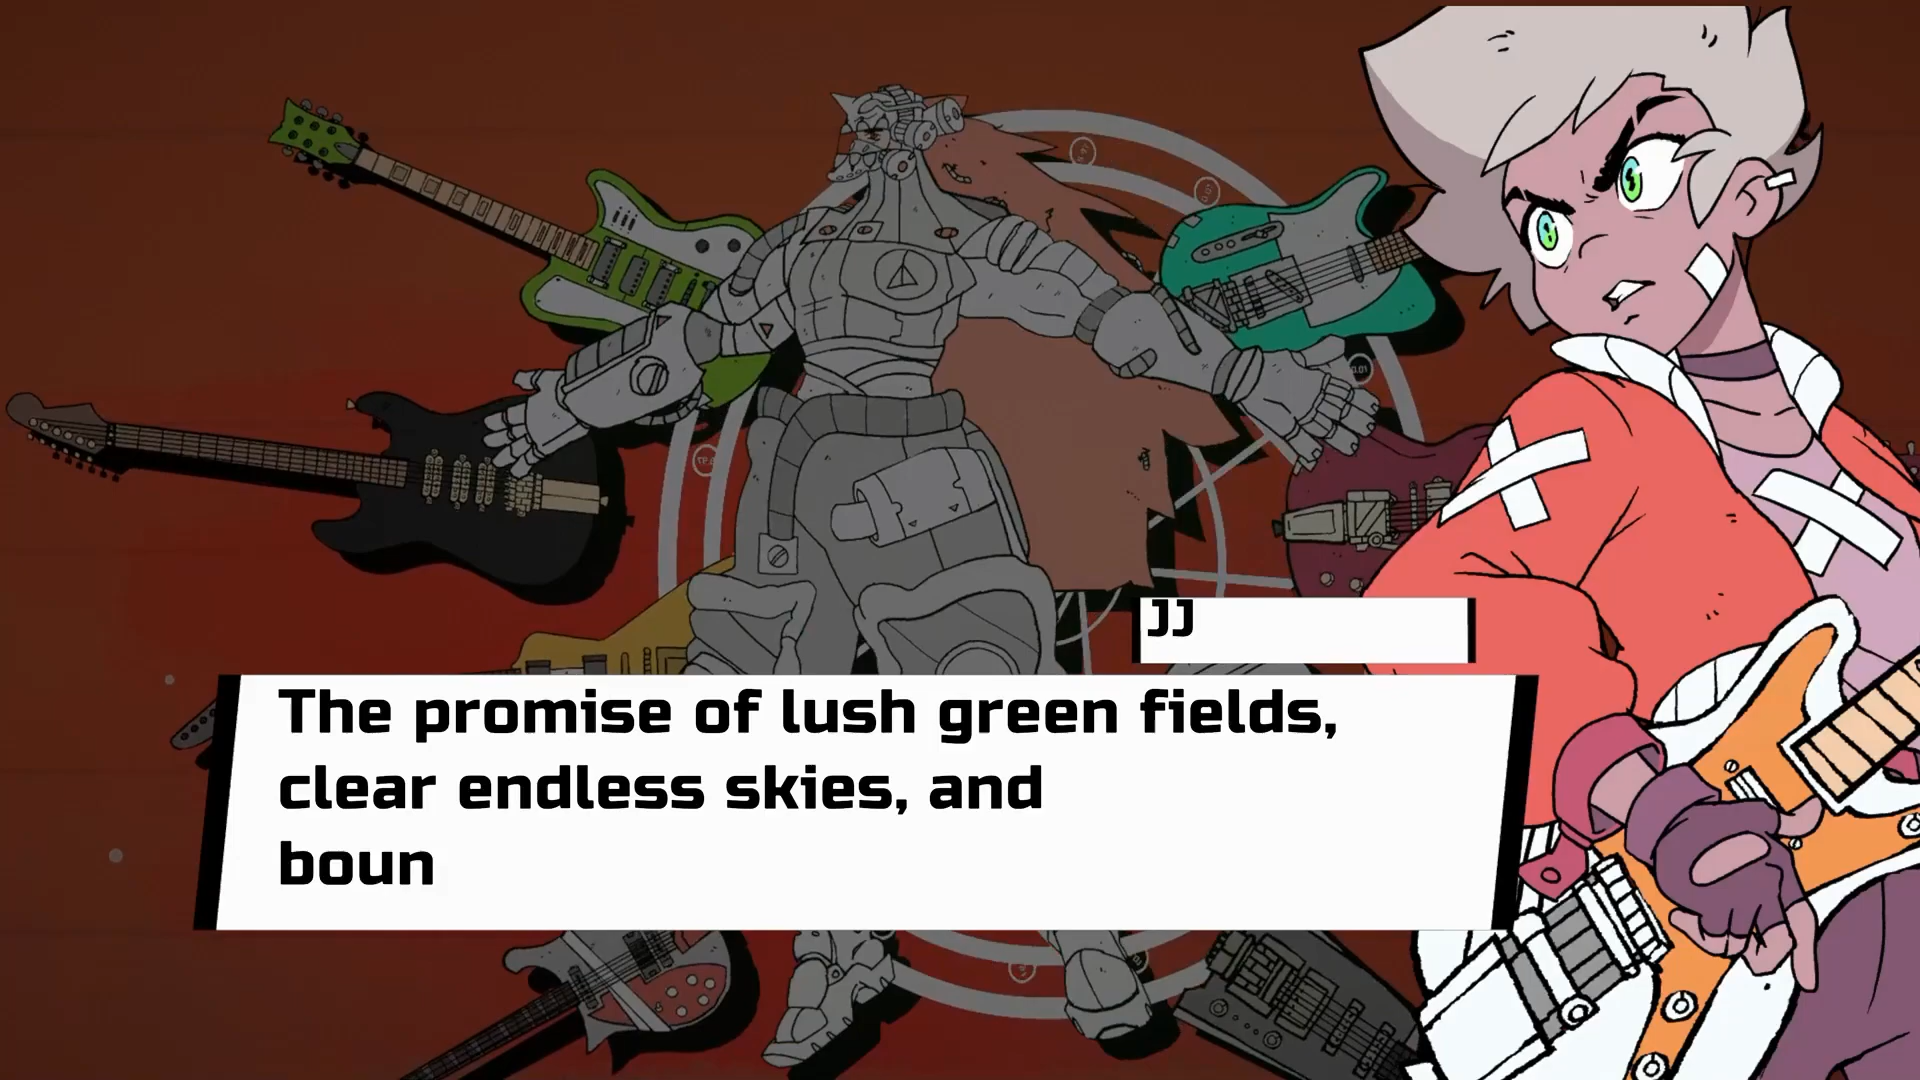 JJ
The promise of lush green fields,
clear endless skies, and
boun